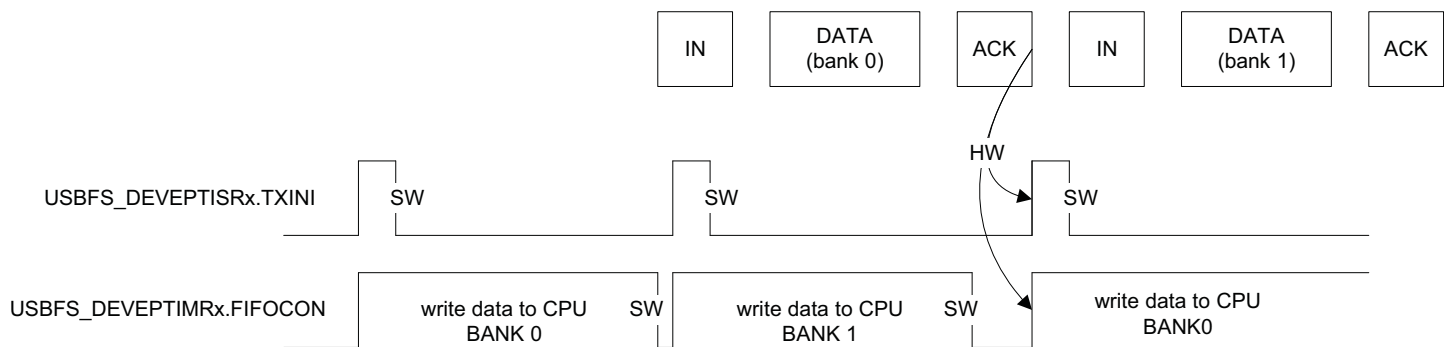 IN
DATA
(bank 0)
ACK
IN
DATA
(bank 1)
ACK
HW
USBFS_DEVEPTISRx.TXINI
SW
SW
SW
USBFS_DEVEPTIMRx.FIFOCON
write data to CPU
BANK 0
SW
write data to CPU
BANK 1
SW
write data to CPU
BANK0